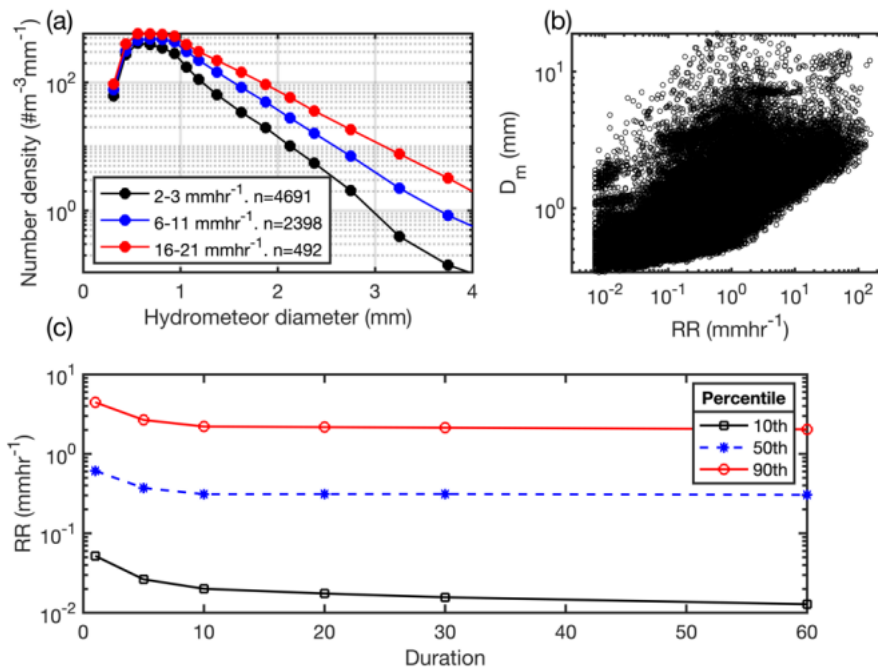 (a)
Number density (#m⁻³mm⁻¹)
10²
10⁰
2-3 mmhr⁻¹. n=4691
6-11 mmhr⁻¹. n=2398
16-21 mmhr⁻¹. n=492
0 1 2 3 4
Hydrometeor diameter (mm)
(b)
Dₘ (mm)
10¹
10⁰
10⁻² 10⁻¹ 10⁰ 10¹ 10²
RR (mmhr⁻¹)
(c)
RR (mmhr⁻¹)
10¹
10⁰
10⁻¹
10⁻²
Percentile
10th
50th
90th
0 10 20 30 40 50 60
Duration